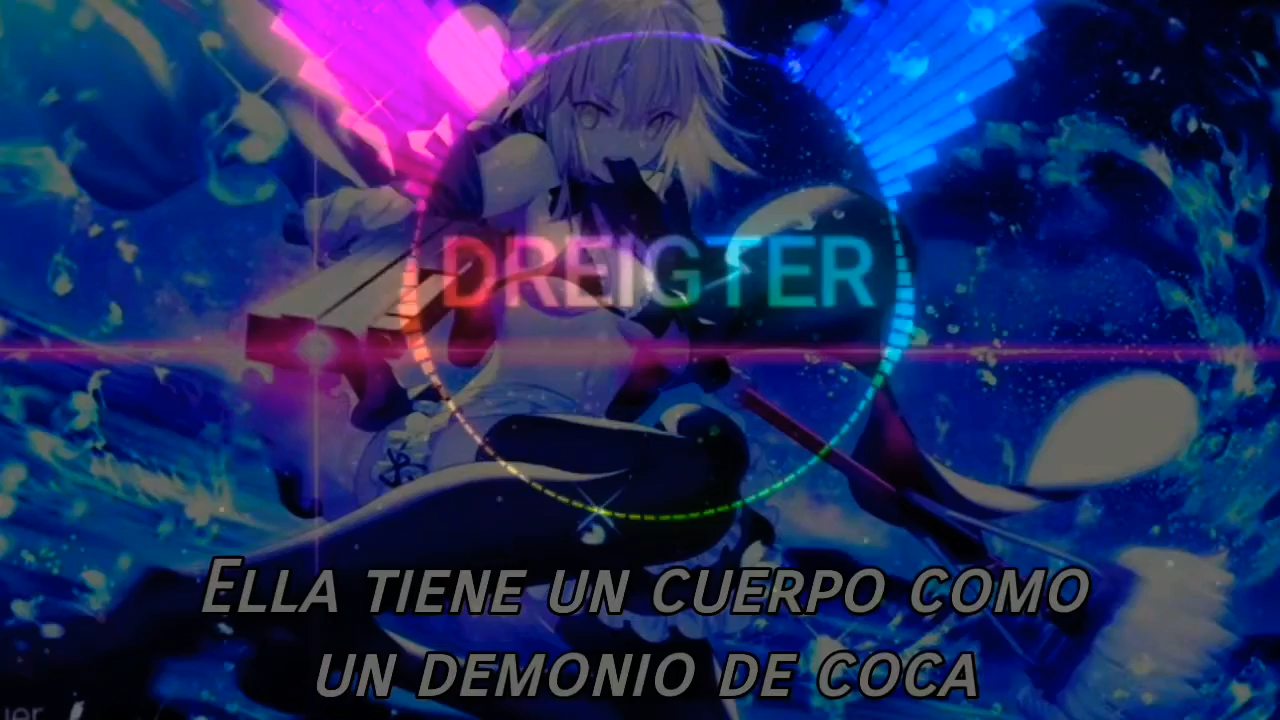 DREIGTER
ELLA TIENE UN CUERPO COMO
UN DEMONIO DE COCA